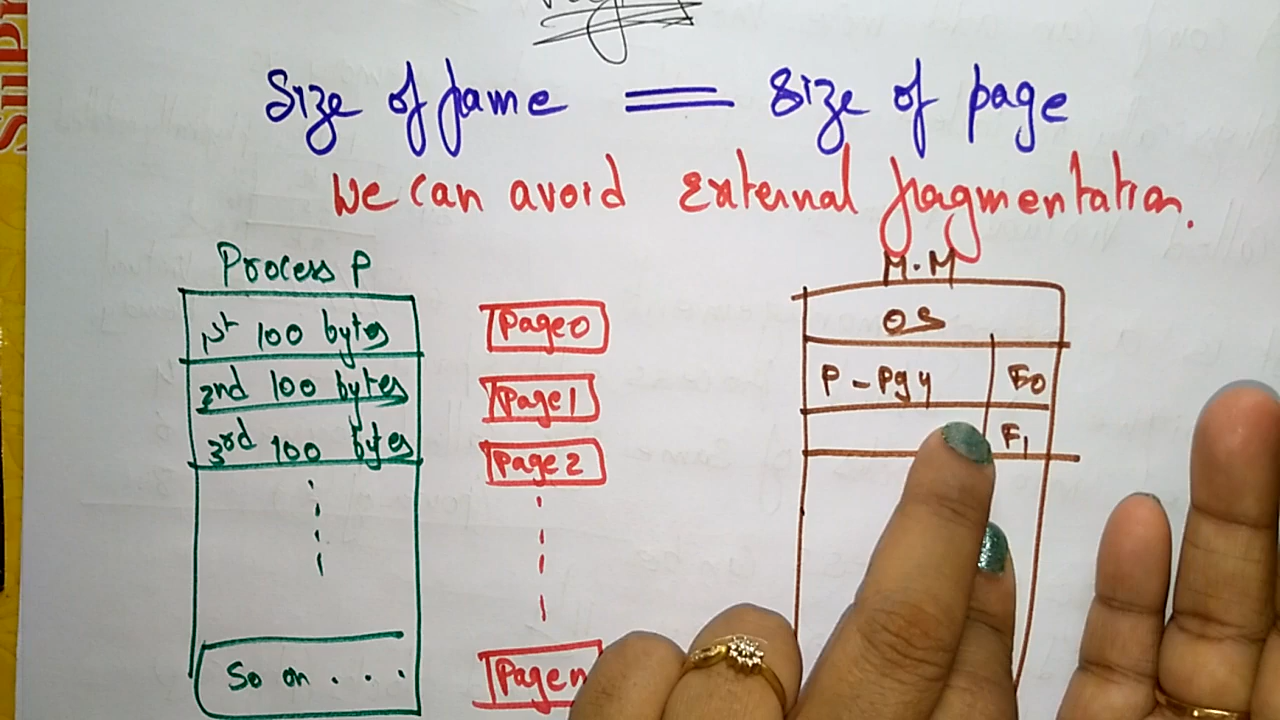 Size of fame = Size of page
We can avoid External fragmentation.
Process P
1st 100 bytes
2nd 100 bytes
3rd 100 bytes
So on . . .
Page 0
Page 1
Page 2
Page n
M.M
OS
P - Pg 4 F0
F1